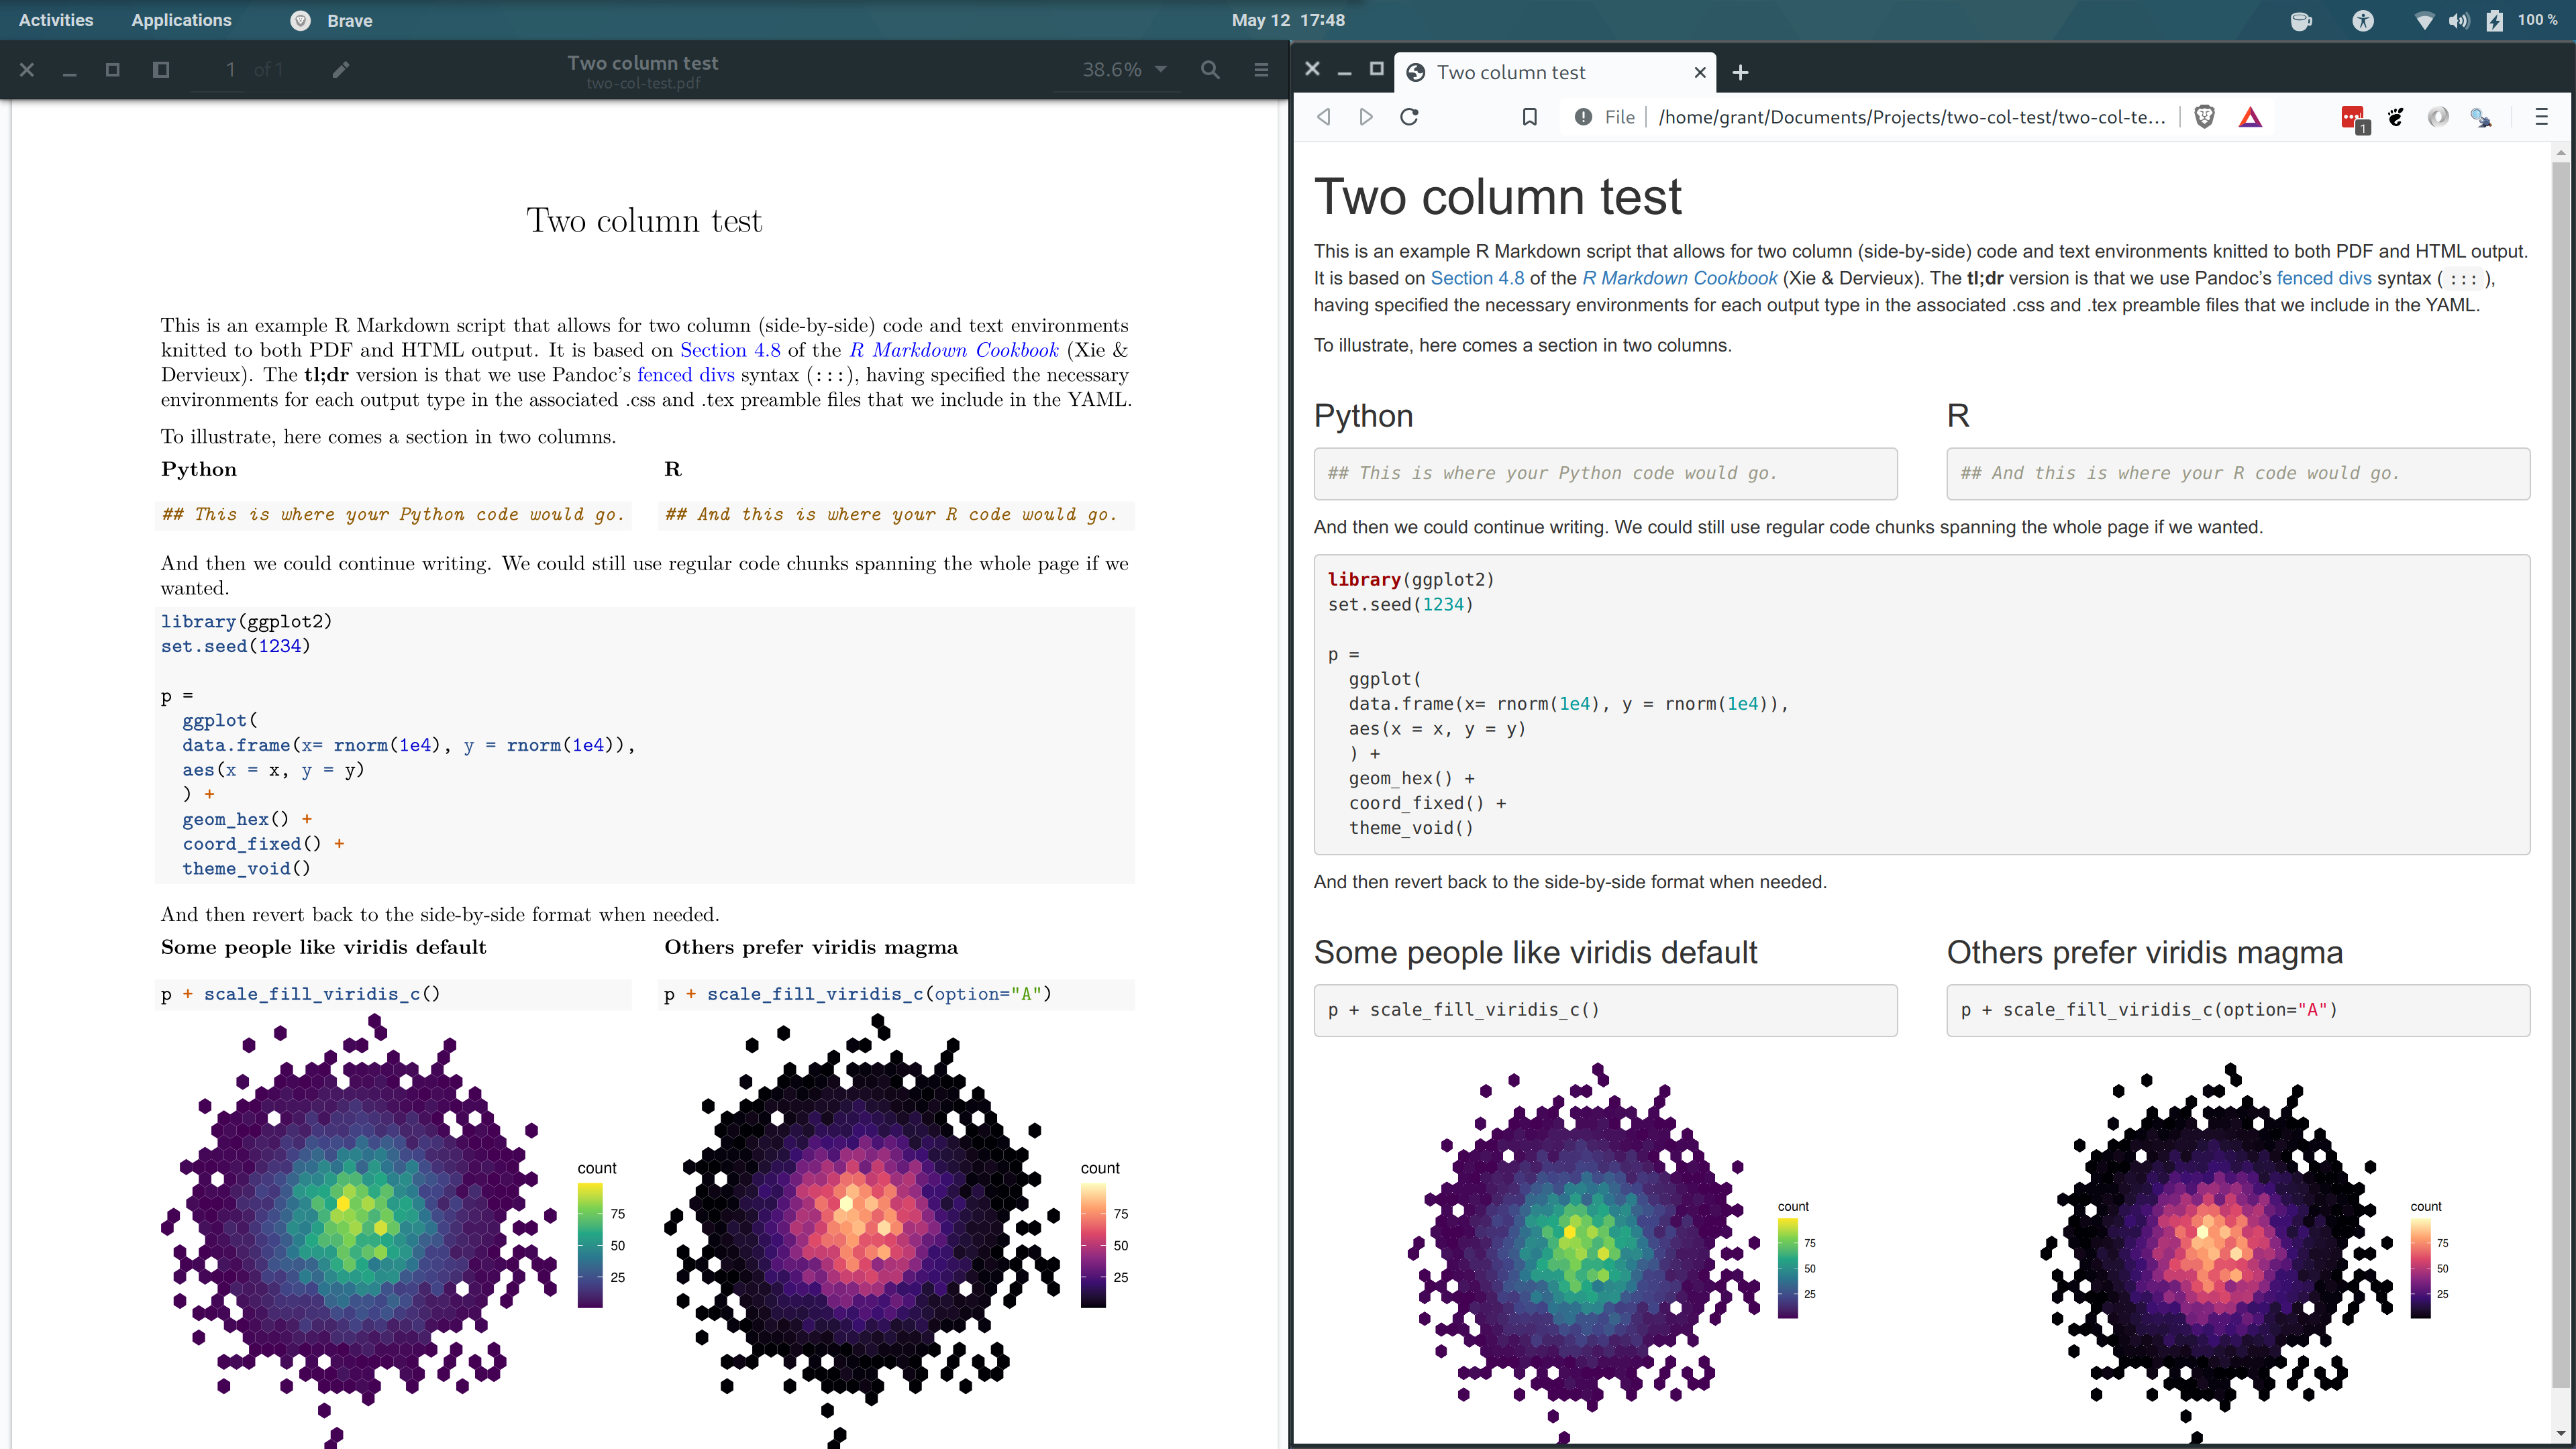 Activities Applications Brave May 12 17:48 100 %
1 of 1
Two column test
two-col-test.pdf
38.6%
Two column test
This is an example R Markdown script that allows for two column (side-by-side) code and text environments
knitted to both PDF and HTML output. It is based on Section 4.8 of the R Markdown Cookbook (Xie &
Dervieux). The tl;dr version is that we use Pandoc's fenced divs syntax (:::), having specified the necessary
environments for each output type in the associated .css and .tex preamble files that we include in the YAML.
To illustrate, here comes a section in two columns.
Python
## This is where your Python code would go.
R
## And this is where your R code would go.
And then we could continue writing. We could still use regular code chunks spanning the whole page if we
wanted.
library(ggplot2)
set.seed(1234)
p =
ggplot(
data.frame(x= rnorm(1e4), y = rnorm(1e4)),
aes(x = x, y = y)
) +
geom_hex() +
coord_fixed() +
theme_void()
And then revert back to the side-by-side format when needed.
Some people like viridis default
p + scale_fill_viridis_c()
count
75
50
25
Others prefer viridis magma
p + scale_fill_viridis_c(option="A")
count
75
50
25
Two column test
File /home/grant/Documents/Projects/two-col-test/two-col-te...
1
Two column test
This is an example R Markdown script that allows for two column (side-by-side) code and text environments knitted to both PDF and HTML output.
It is based on Section 4.8 of the R Markdown Cookbook (Xie & Dervieux). The tl;dr version is that we use Pandoc's fenced divs syntax ( ::: ),
having specified the necessary environments for each output type in the associated .css and .tex preamble files that we include in the YAML.
To illustrate, here comes a section in two columns.
Python
## This is where your Python code would go.
R
## And this is where your R code would go.
And then we could continue writing. We could still use regular code chunks spanning the whole page if we wanted.
library(ggplot2)
set.seed(1234)
p =
ggplot(
data.frame(x= rnorm(1e4), y = rnorm(1e4)),
aes(x = x, y = y)
) +
geom_hex() +
coord_fixed() +
theme_void()
And then revert back to the side-by-side format when needed.
Some people like viridis default
p + scale_fill_viridis_c()
count
75
50
25
Others prefer viridis magma
p + scale_fill_viridis_c(option="A")
count
75
50
25